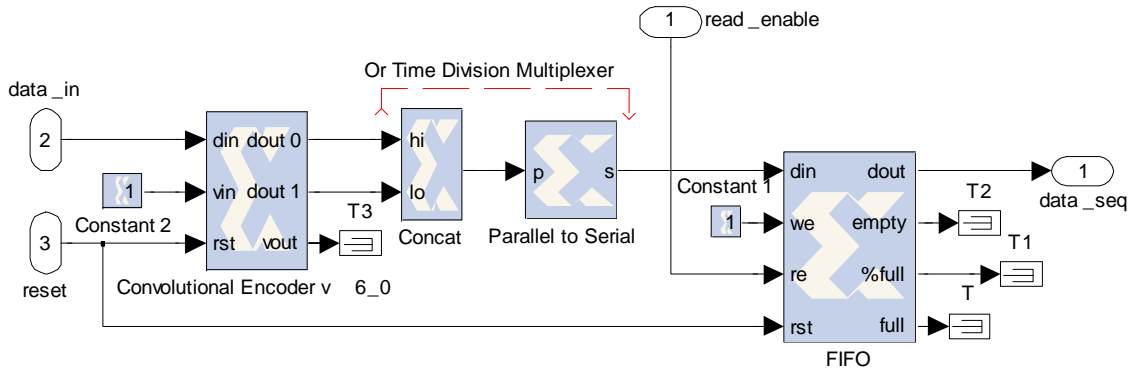 1
read _enable
Or Time Division Multiplexer
data _in
2
din
dout 0
hi
vin
dout 1
lo
p
s
din
dout
1
data _seq
1
Constant 2
T3
Concat
Parallel to Serial
Constant 1
1
we
empty
T2
3
rst
vout
reset
Convolutional Encoder v 6_0
re
%full
T1
rst
full
T
FIFO